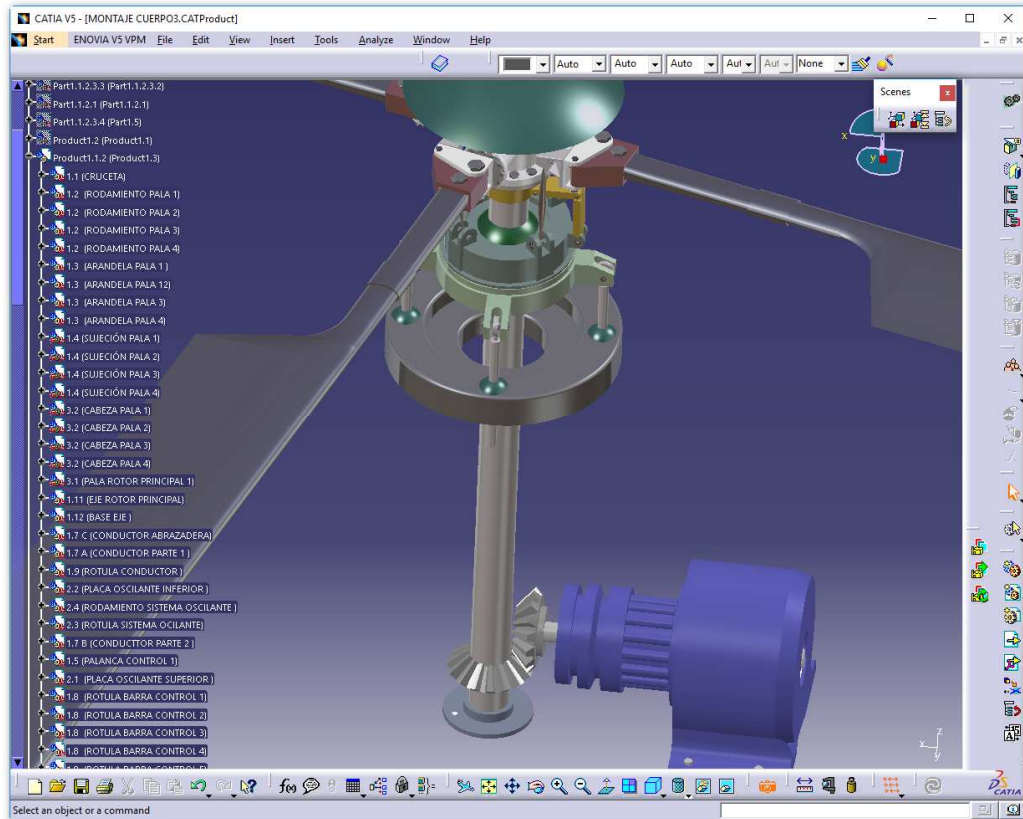 CATIA V5 - [MONTAJE CUERPO3.CATProduct]
Start ENOVIA V5 VPM File Edit View Insert Tools Analyze Window Help
Auto Auto Auto Aut Aut None
Scenes x
Part1.1.2.3.3 (Part1.1.2.3.2)
Part1.1.2.1 (Part1.1.2.1)
Part1.1.2.3.4 (Part1.5)
Product1.2 (Product1.1)
Product1.1.2 (Product1.3)
1.1 (CRUCETA)
1.2 (RODAMIENTO PALA 1)
1.2 (RODAMIENTO PALA 2)
1.2 (RODAMIENTO PALA 3)
1.2 (RODAMIENTO PALA 4)
1.3 (ARANDELA PALA 1 )
1.3 (ARANDELA PALA 12)
1.3 (ARANDELA PALA 3)
1.3 (ARANDELA PALA 4)
1.4 (SUJECIÓN PALA 1)
1.4 (SUJECIÓN PALA 2)
1.4 (SUJECIÓN PALA 3)
1.4 (SUJECIÓN PALA 4)
3.2 (CABEZA PALA 1)
3.2 (CABEZA PALA 2)
3.2 (CABEZA PALA 3)
3.2 (CABEZA PALA 4)
3.1 (PALA ROTOR PRINCIPAL 1)
1.11 (EJE ROTOR PRINCIPAL)
1.12 (BASE EJE )
1.7 C (CONDUCTOR ABRAZADERA)
1.7 A (CONDUCTOR PARTE 1 )
1.9 (ROTULA CONDUCTOR )
2.2 (PLACA OSCILANTE INFERIOR )
2.4 (RODAMIENTO SISTEMA OSCILANTE )
2.3 (ROTULA SISTEMA OCILANTE)
1.7 B (CONDUCTTOR PARTE 2 )
1.5 (PALANCA CONTROL 1)
2.1 (PLACA OSCILANTE SUPERIOR )
1.8 (ROTULA BARRA CONTROL 1)
1.8 (ROTULA BARRA CONTROL 2)
1.8 (ROTULA BARRA CONTROL 3)
1.8 (ROTULA BARRA CONTROL 4)
x
y
z
x
y
f(x)
CATIA
Select an object or a command